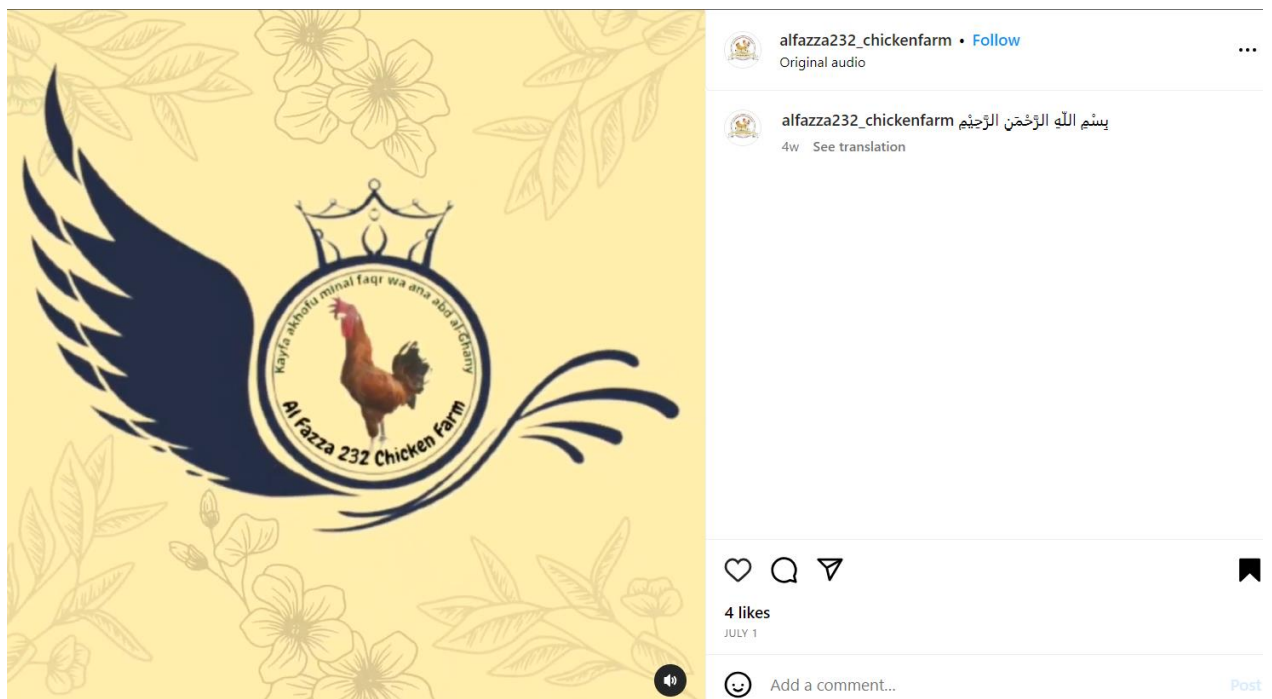 Kayfa akhofu minal faqr wa ana abd al-Ghany
Al Fazza 232 Chicken Farm
alfazza232_chickenfarm • Follow
Original audio
alfazza232_chickenfarm بِسْمِ اللَّهِ الرَّحْمَنِ الرَّحِيْمِ
4w See translation
4 likes
JULY 1
Add a comment...
Post